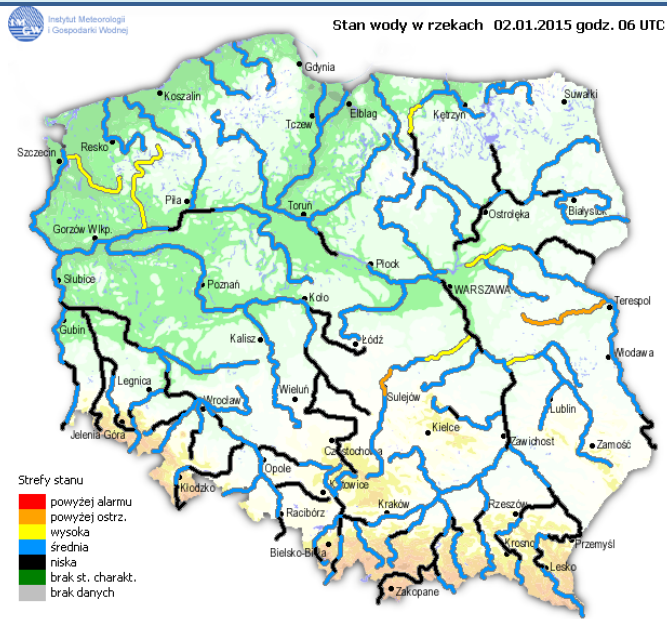 Instytut Meteorologii
i Gospodarki Wodnej
IM
GW
Stan wody w rzekach 02.01.2015 godz. 06 UTC
Gdynia
Koszalin
Suwałki
Elbląg
Kętrzyn
Tczew
Resko
Szczecin
Piła
Toruń
Ostrołęka
Białystok
Gorzów Wlkp.
Płock
Słubice
Poznań
WARSZAWA
Koło
Terespol
Gubin
Kalisz
Łódź
Włodawa
Legnica
Wieluń
Sulejów
Wrocław
Lublin
Jelenia Góra
Kielce
Zawichost
Zamość
Częstochowa
Opole
Strefy stanu
Kłodzko
Katowice
powyżej alarmu
Racibórz
Kraków
Rzeszów
powyżej ostrz.
wysoka
Bielsko-Biała
Krosno
Przemyśl
średnia
Lesko
niska
brak st. charakt.
Zakopane
brak danych